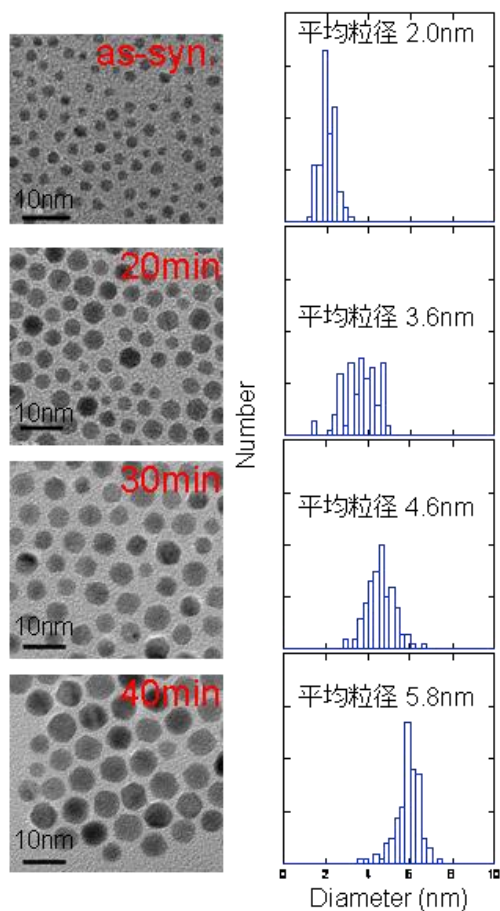 as-syn.
10nm
平均粒径 2.0nm
20min
10nm
平均粒径 3.6nm
Number
30min
10nm
平均粒径 4.6nm
40min
10nm
平均粒径 5.8nm
0 2 4 6 8 10
Diameter (nm)